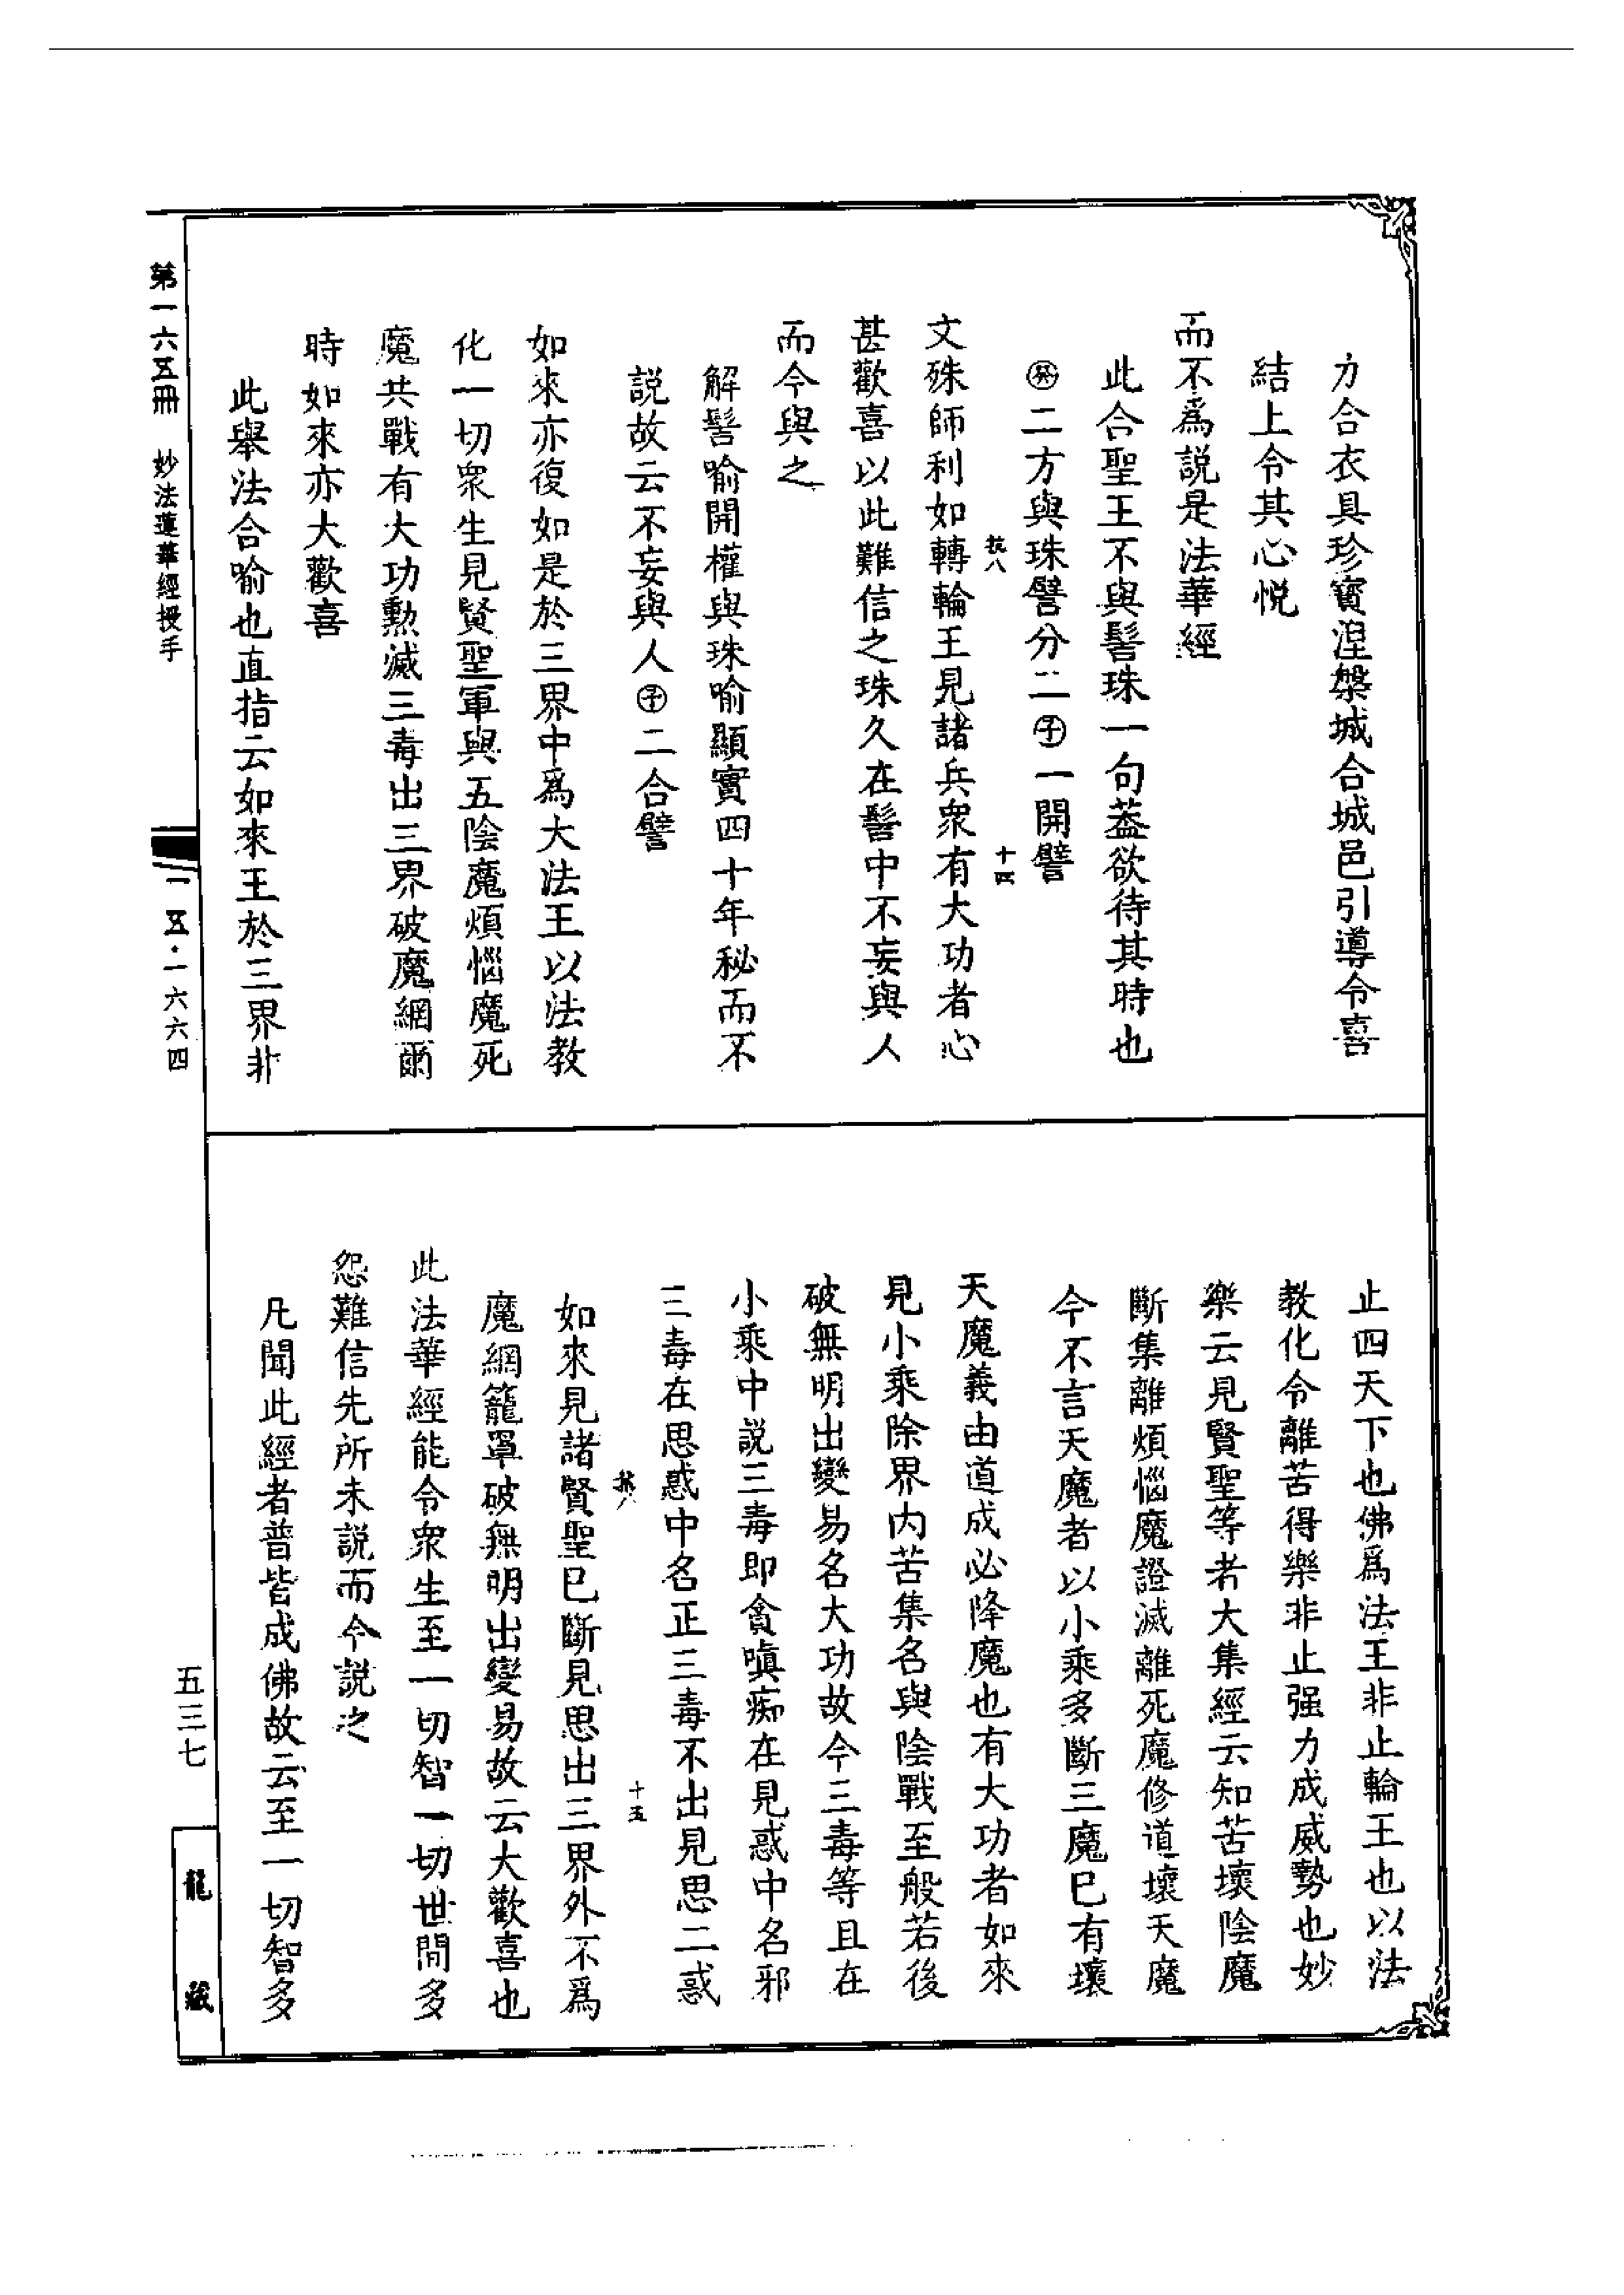 力合衣具珍寳涅槃城合城邑引導令喜
結上令其心悦
而不爲説是法華經
此合聖王不與髻珠一句葢欲待其時也
㊣癸二方與珠譬分二㊣子一開譬
十四
文殊師利如轉輪王見諸兵衆有大功者心
甚歡喜以此難信之珠久在髻中不妄與人
而今與之
解髻喻開權與珠喻顯實四十年秘而不
説故云不妄與人㊣子二合譬
如來亦復如是於三界中爲大法王以法教
化一切衆生見賢聖軍與五陰魔煩惱魔死
魔共戰有大功勲滅三毒出三界破魔網爾
時如來亦大歡喜
此舉法合喻也直指云如來王於三界非
止四天下也佛爲法王非止輪王也以法
教化令離苦得樂非止强力成威勢也妙
樂云見賢聖等者大集經云知苦壞陰魔
斷集離煩惱魔證滅離死魔修道壞天魔
今不言天魔者以小乘多斷三魔已有壞
天魔義由道成必降魔也有大功者如來
見小乘除界内苦集名與陰戰至般若後
破無明出變易名大功故今三毒等且在
小乘中説三毒即貪嗔痴在見惑中名邪
三毒在思惑中名正三毒不出見思二惑
十五
如來見諸賢聖已斷見思出三界外不爲
魔網籠罩破無明出變易故云大歡喜也
此法華經能令衆生至一切智一切世間多
怨難信先所未説而今説之
凡聞此經者普皆成佛故云至一切智多
第一六五冊 妙法蓮華經授手
一五·一六六四
五三七
龍藏